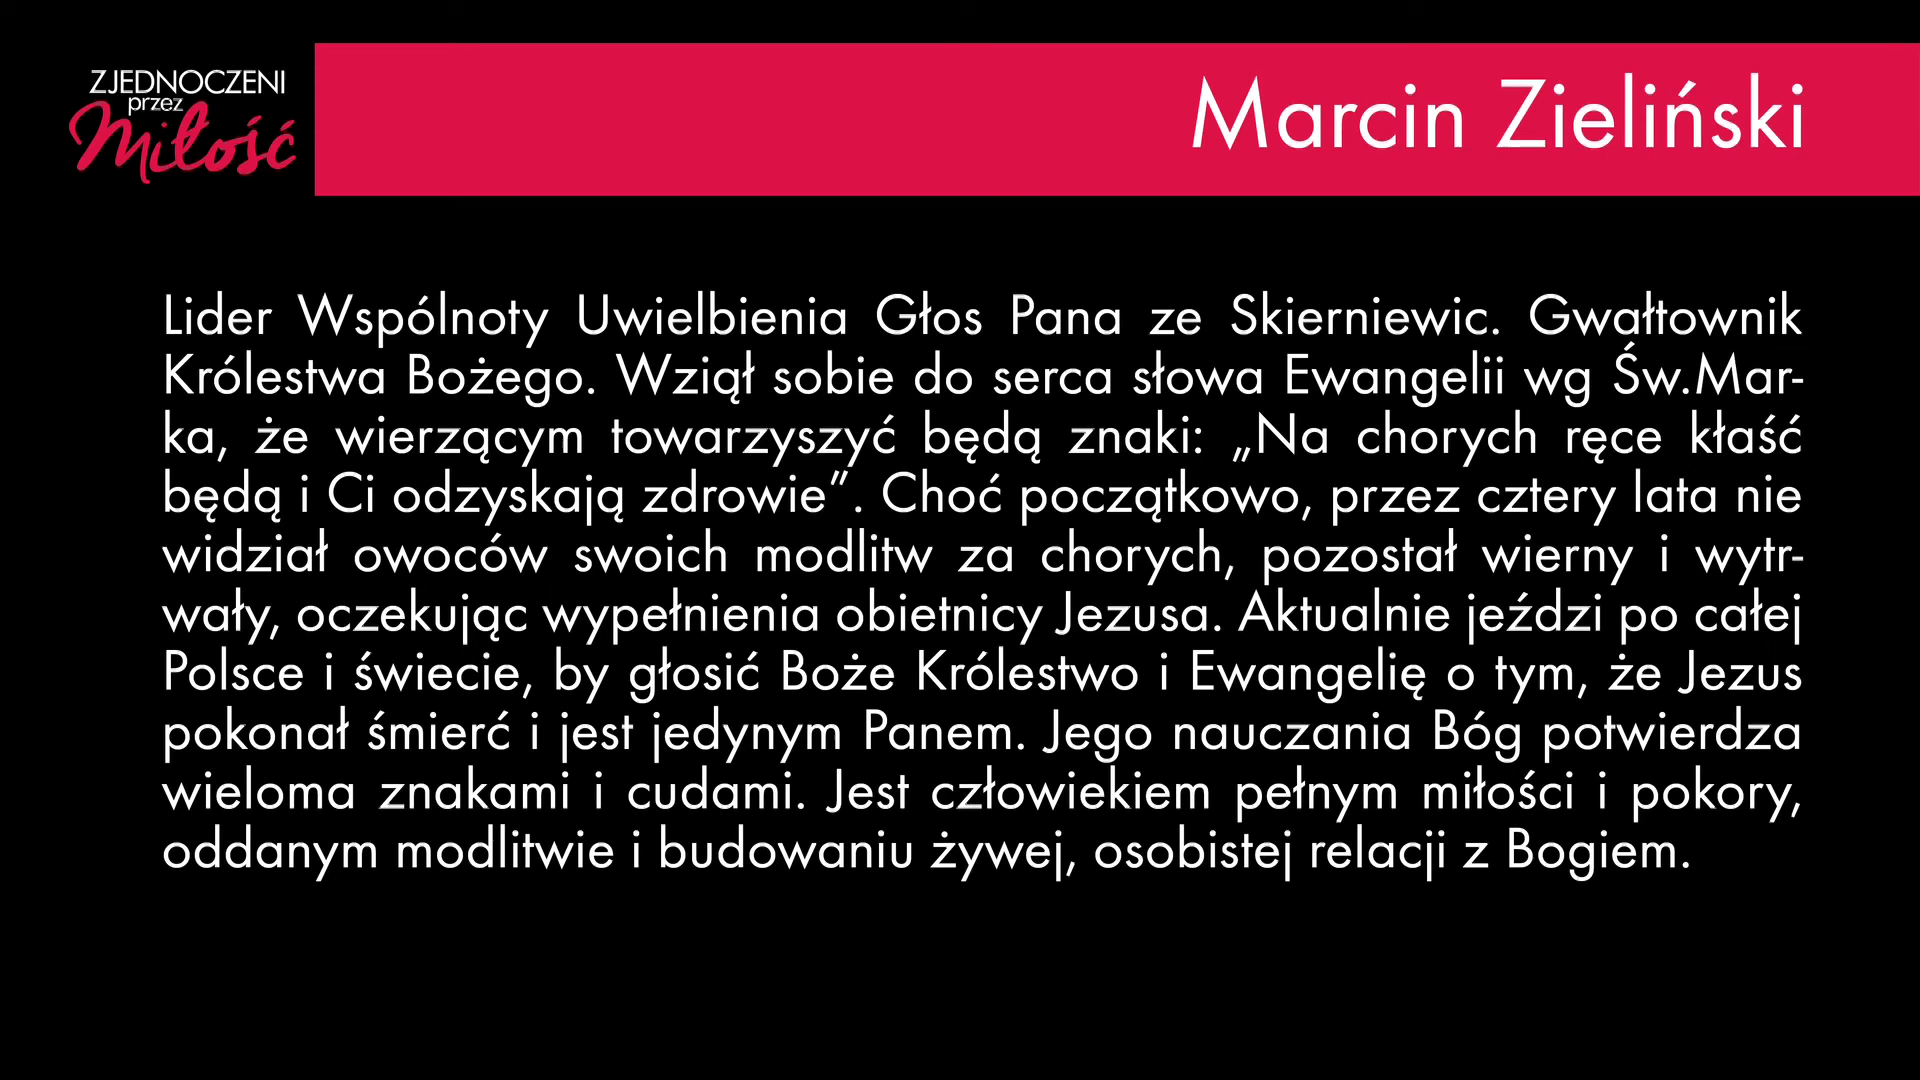 ZJEDNOCZENI
przez
Miłość
Marcin Zieliński
Lider Wspólnoty Uwielbienia Głos Pana ze Skierniewic. Gwałtownik
Królestwa Bożego. Wziął sobie do serca słowa Ewangelii wg Św.Mar-
ka, że wierzącym towarzyszyć będą znaki: „Na chorych ręce kłaść
będą i Ci odzyskają zdrowie”. Choć początkowo, przez cztery lata nie
widział owoców swoich modlitw za chorych, pozostał wierny i wytr-
wały, oczekując wypełnienia obietnicy Jezusa. Aktualnie jeździ po całej
Polsce i świecie, by głosić Boże Królestwo i Ewangelię o tym, że Jezus
pokonał śmierć i jest jedynym Panem. Jego nauczania Bóg potwierdza
wieloma znakami i cudami. Jest człowiekiem pełnym miłości i pokory,
oddanym modlitwie i budowaniu żywej, osobistej relacji z Bogiem.